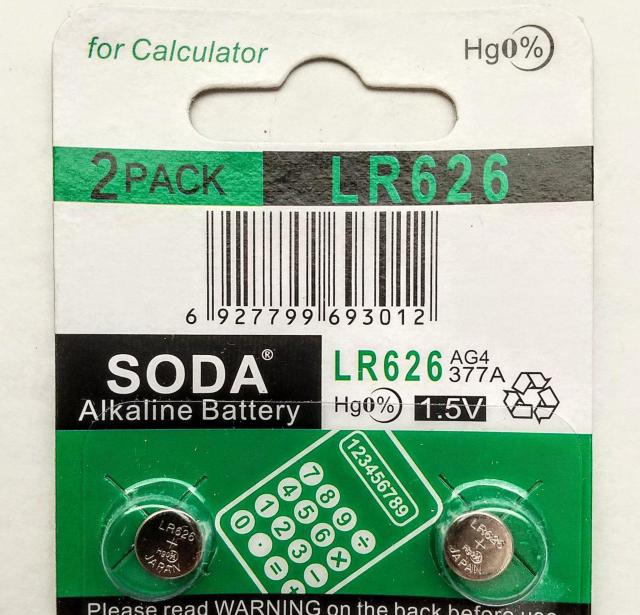 for Calculator
Hg0%
2PACK
LR626
6 927799 693012
SODA®
Alkaline Battery
LR626 AG4
377A
Hg0% 1.5V
123456789
7 8 9 ÷
4 5 6 ×
1 2 3 −
0 · = +
LR626
+
Hg0%
JAPAN
LR626
+
Hg0%
JAPAN
Please read WARNING on the back before use.